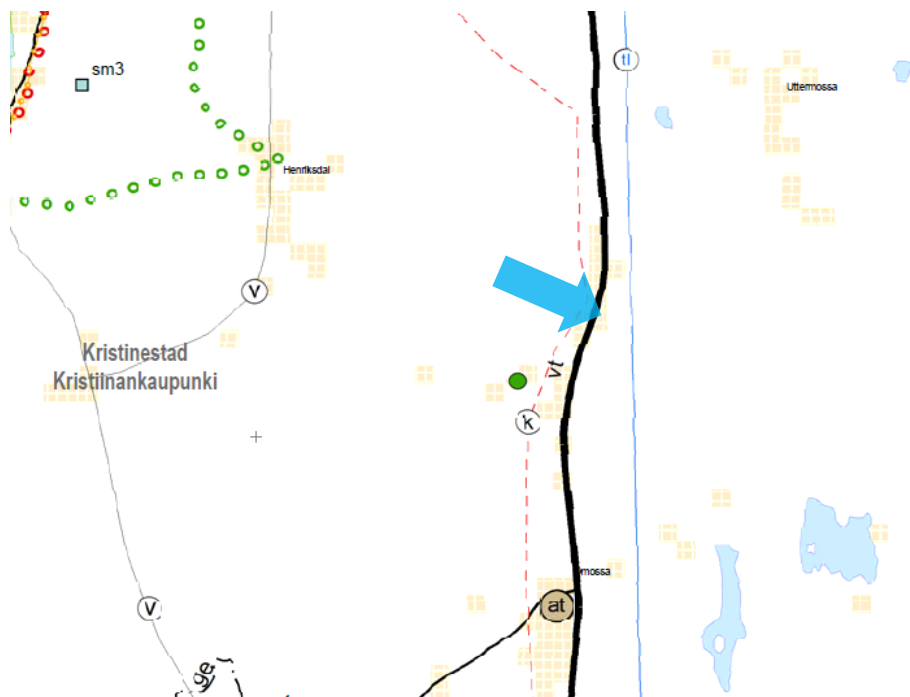 tl
sm3
Uttermossa
Henriksdal
v
Kristinestad
Kristiinankaupunki
vt
k
mossa
at
v
ge